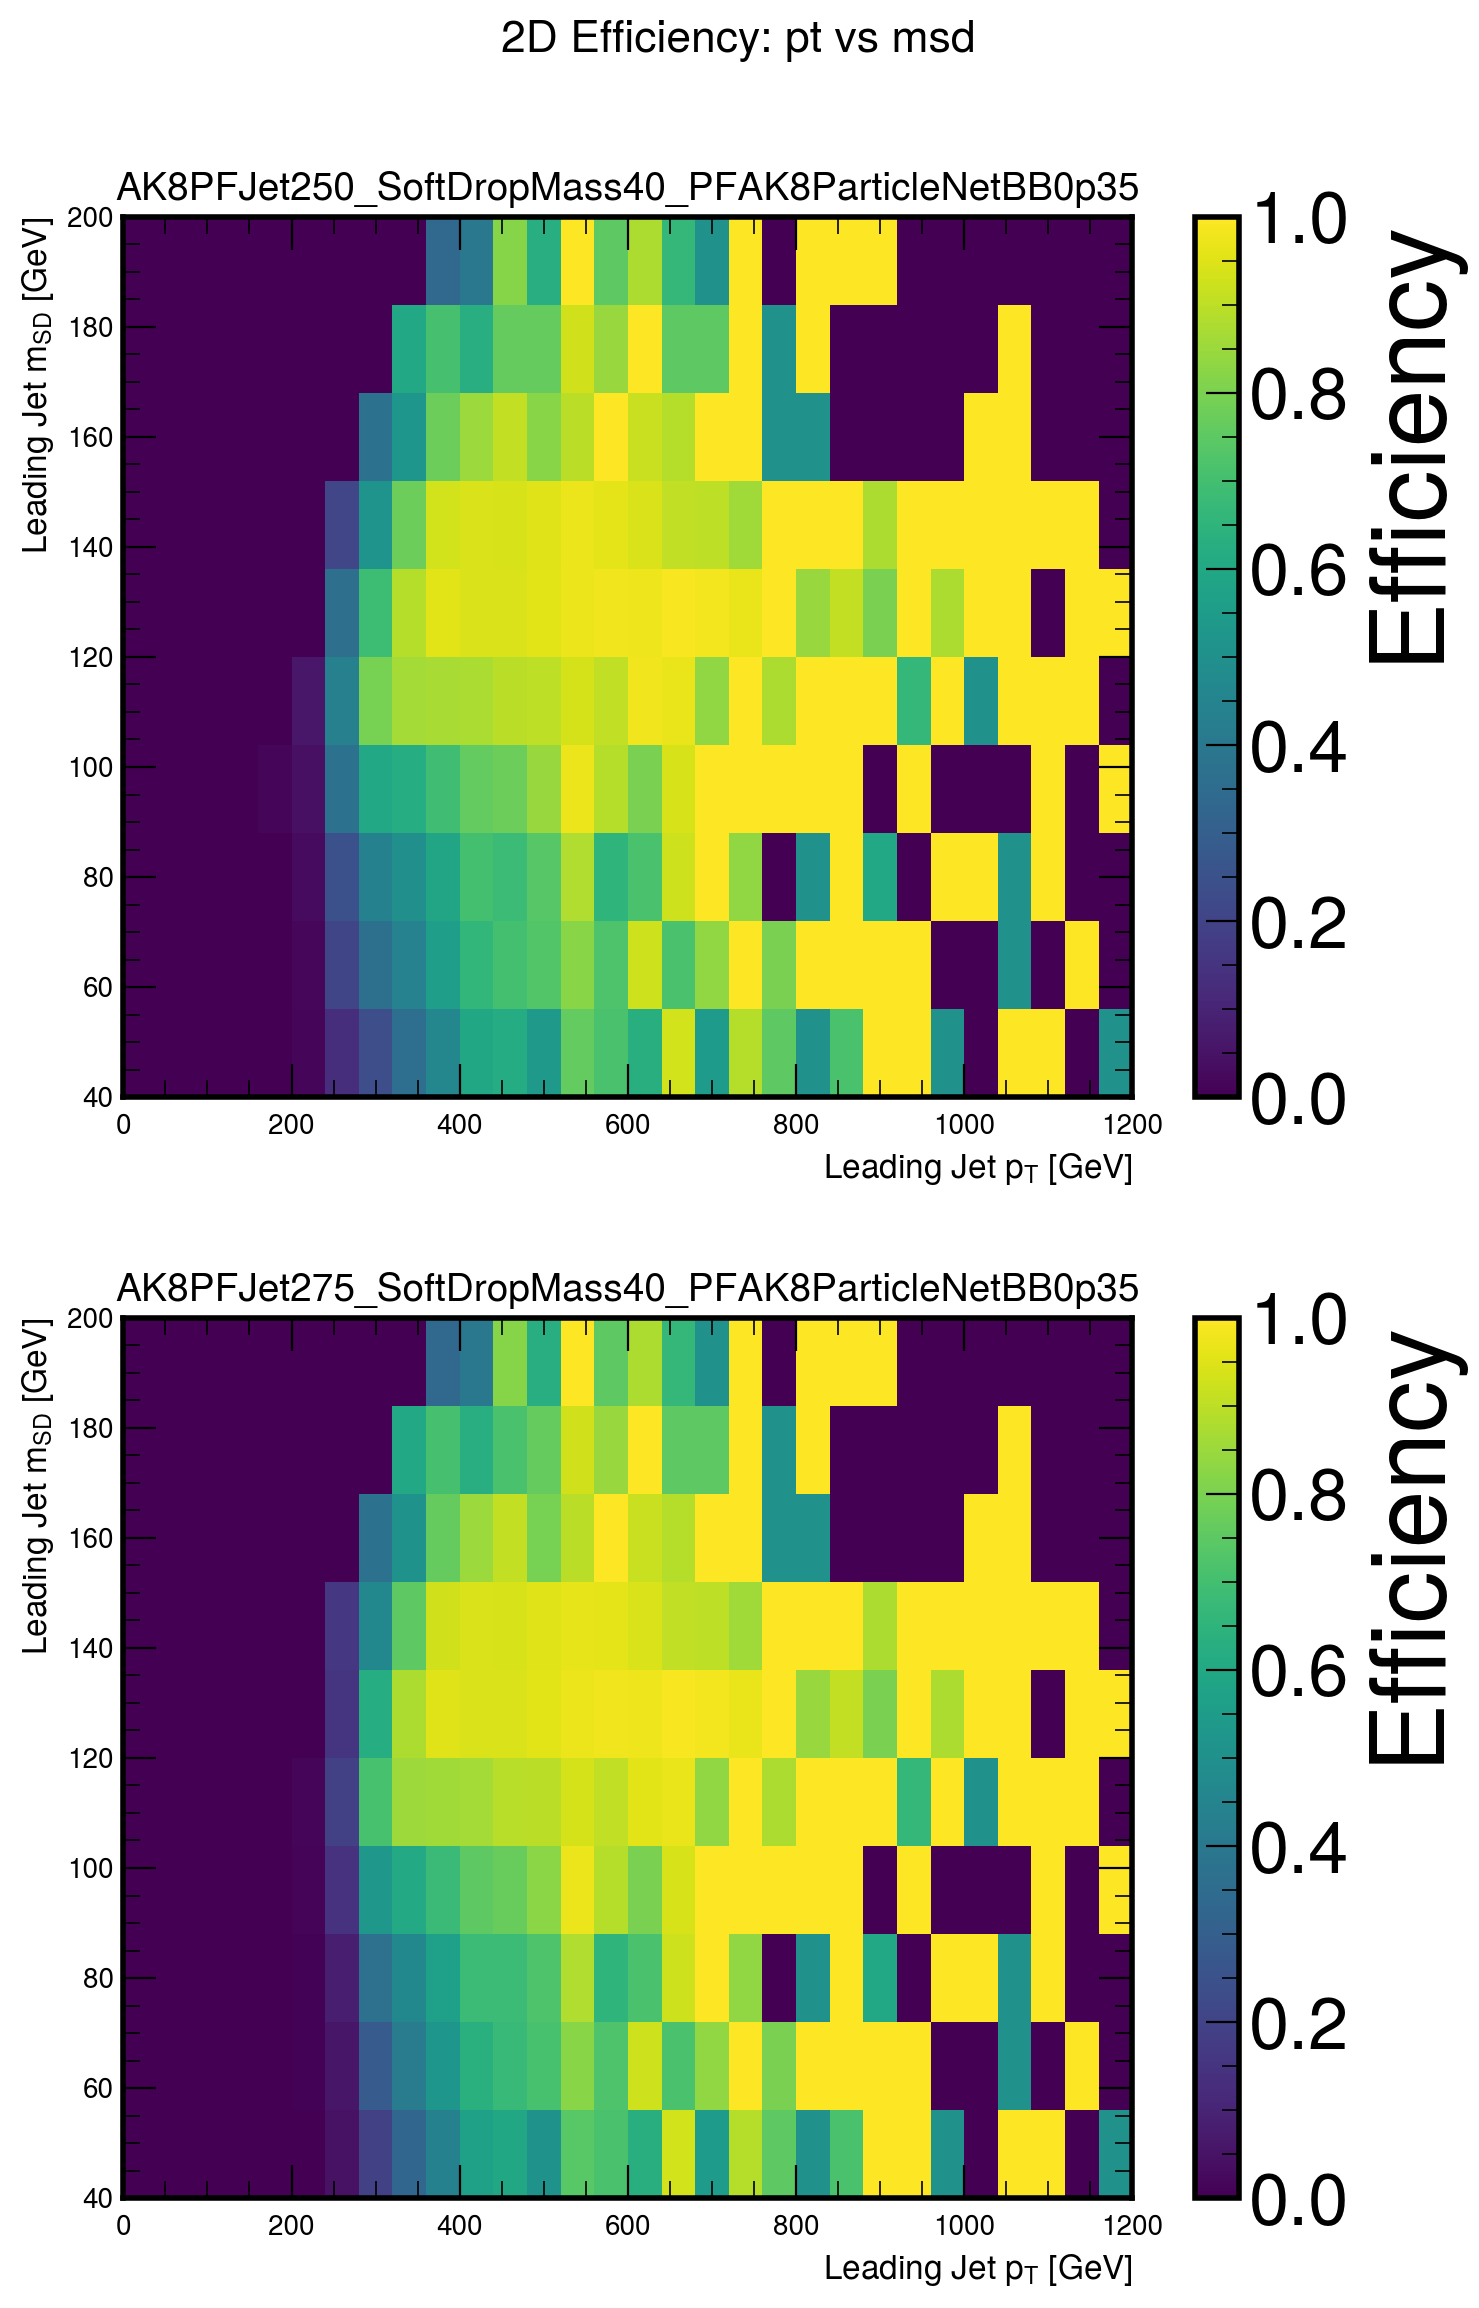 2D Efficiency: pt vs msd
AK8PFJet250_SoftDropMass40_PFAK8ParticleNetBB0p35
Leading Jet mSD [GeV]
200
180
160
140
120
100
80
60
40
0 200 400 600 800 1000 1200
Leading Jet pT [GeV]
1.0
0.8
0.6
0.4
0.2
0.0
Efficiency
AK8PFJet275_SoftDropMass40_PFAK8ParticleNetBB0p35
Leading Jet mSD [GeV]
200
180
160
140
120
100
80
60
40
0 200 400 600 800 1000 1200
Leading Jet pT [GeV]
1.0
0.8
0.6
0.4
0.2
0.0
Efficiency